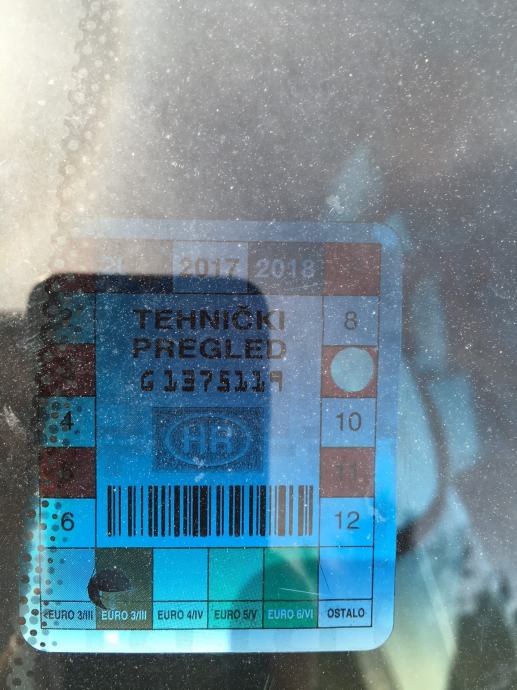 2017 2018
TEHNIČKI
8
PREGLED
G 1375119
4
10
HR
11
6
12
<EURO 3/III EURO 3/III EURO 4/IV EURO 5/V EURO 6/VI OSTALO